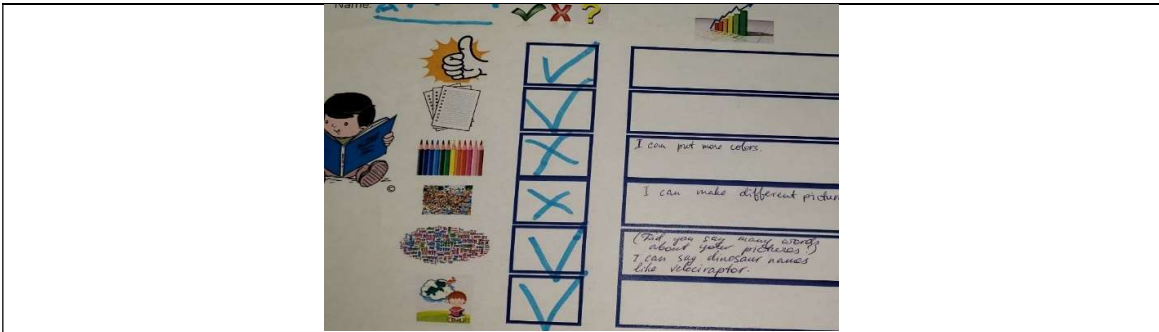 Name:
I can put more colors.
I can make different pictur
(Did you say many words
about your pictures?)
I can say dinosaur names
like velociraptor.